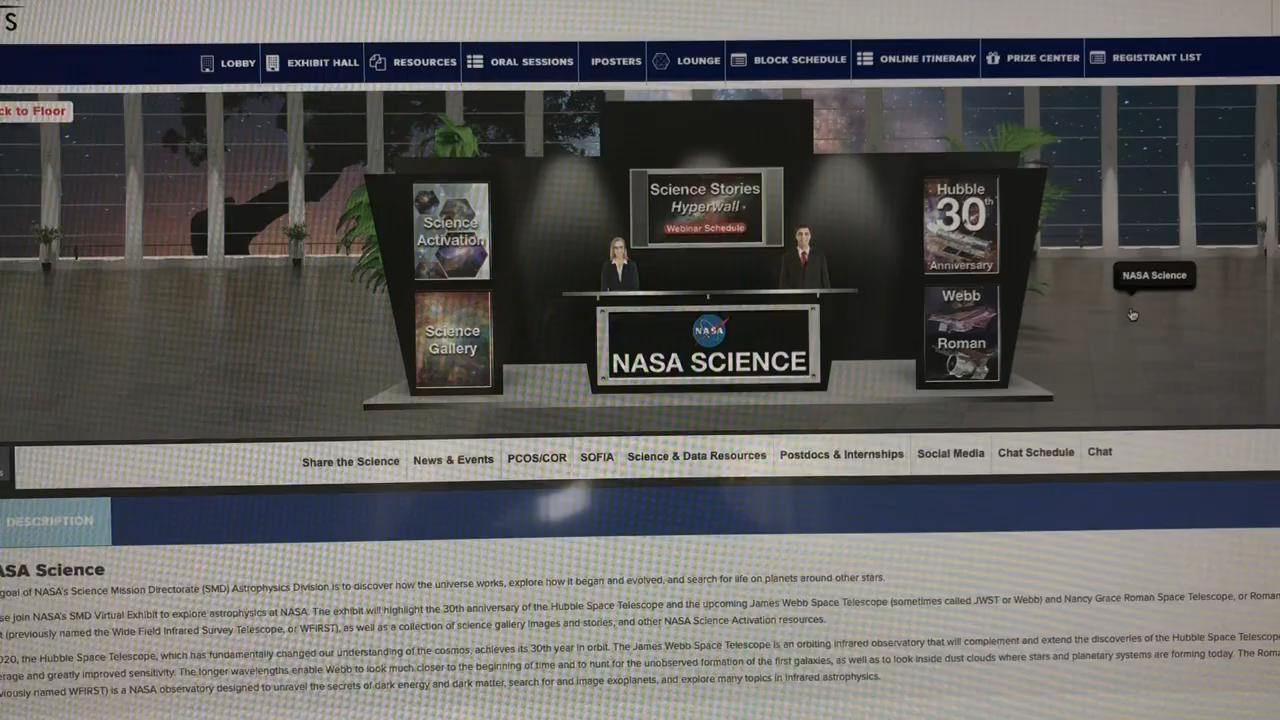 S
LOBBY EXHIBIT HALL RESOURCES ORAL SESSIONS IPOSTERS LOUNGE BLOCK SCHEDULE ONLINE ITINERARY PRIZE CENTER REGISTRANT LIST
ck to Floor
Science
Activation
Science Stories
Hyperwall
Webinar Schedule
Hubble
30th
Anniversary
NASA Science
Science
Gallery
NASA
NASA SCIENCE
Webb
Roman
Share the Science News & Events PCOS/COR SOFIA Science & Data Resources Postdocs & Internships Social Media Chat Schedule Chat
DESCRIPTION
ASA Science
goal of NASA's Science Mission Directorate (SMD) Astrophysics Division is to discover how the universe works, explore how it began and evolved, and search for life on planets around other stars.
se join NASA's SMD Virtual Exhibit to explore astrophysics at NASA. The exhibit will highlight the 30th anniversary of the Hubble Space Telescope and the upcoming James Webb Space Telescope (sometimes called JWST or Webb) and Nancy Grace Roman Space Telescope, or Roman
t (previously named the Wide Field Infrared Survey Telescope, or WFIRST), as well as a collection of science gallery images and stories, and other NASA Science Activation resources.
020, the Hubble Space Telescope, which has fundamentally changed our understanding of the cosmos, achieves its 30th year in orbit. The James Webb Space Telescope is an orbiting infrared observatory that will complement and extend the discoveries of the Hubble Space Telescope
erage and greatly improved sensitivity. The longer wavelengths enable Webb to look much closer to the beginning of time and to hunt for the unobserved formation of the first galaxies, as well as to look inside dust clouds where stars and planetary systems are forming today. The Roma
viously named WFIRST) is a NASA observatory designed to unravel the secrets of dark energy and dark matter, search for and image exoplanets, and explore many topics in infrared astrophysics.